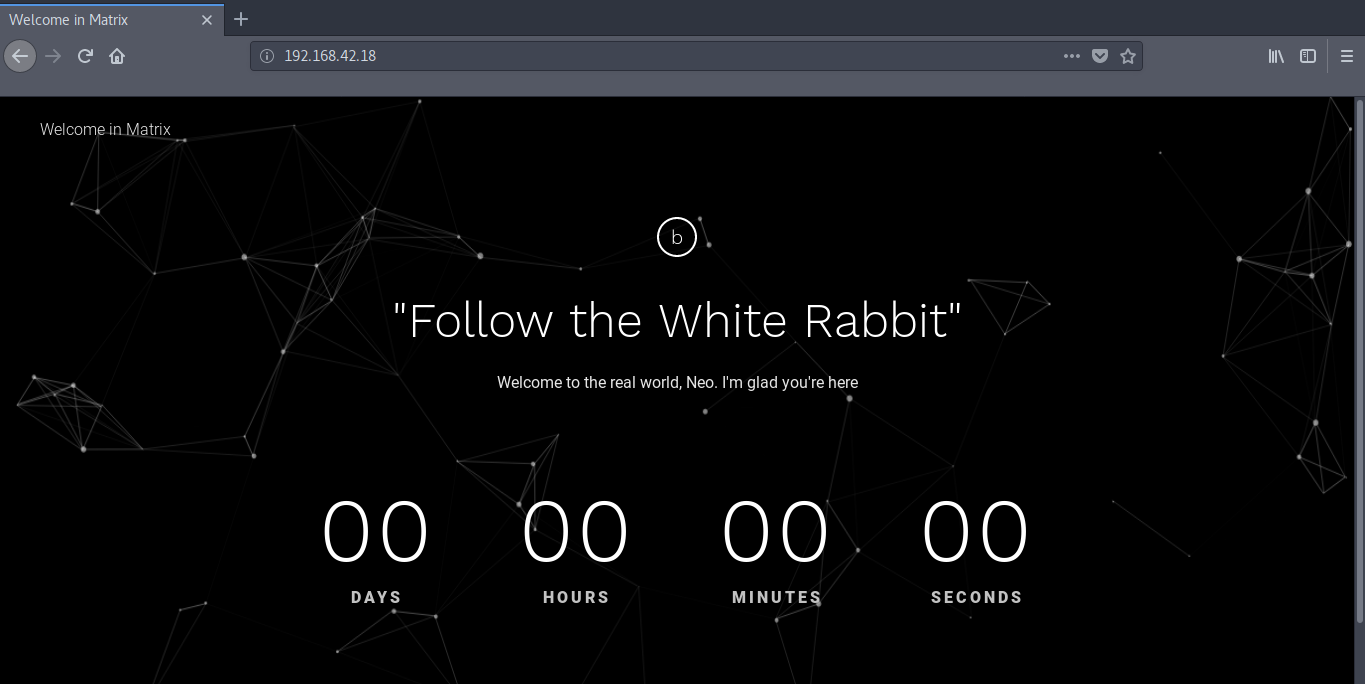 Welcome in Matrix
192.168.42.18
Welcome in Matrix
b
"Follow the White Rabbit"
Welcome to the real world, Neo. I'm glad you're here
00 00 00 00
DAYS HOURS MINUTES SECONDS